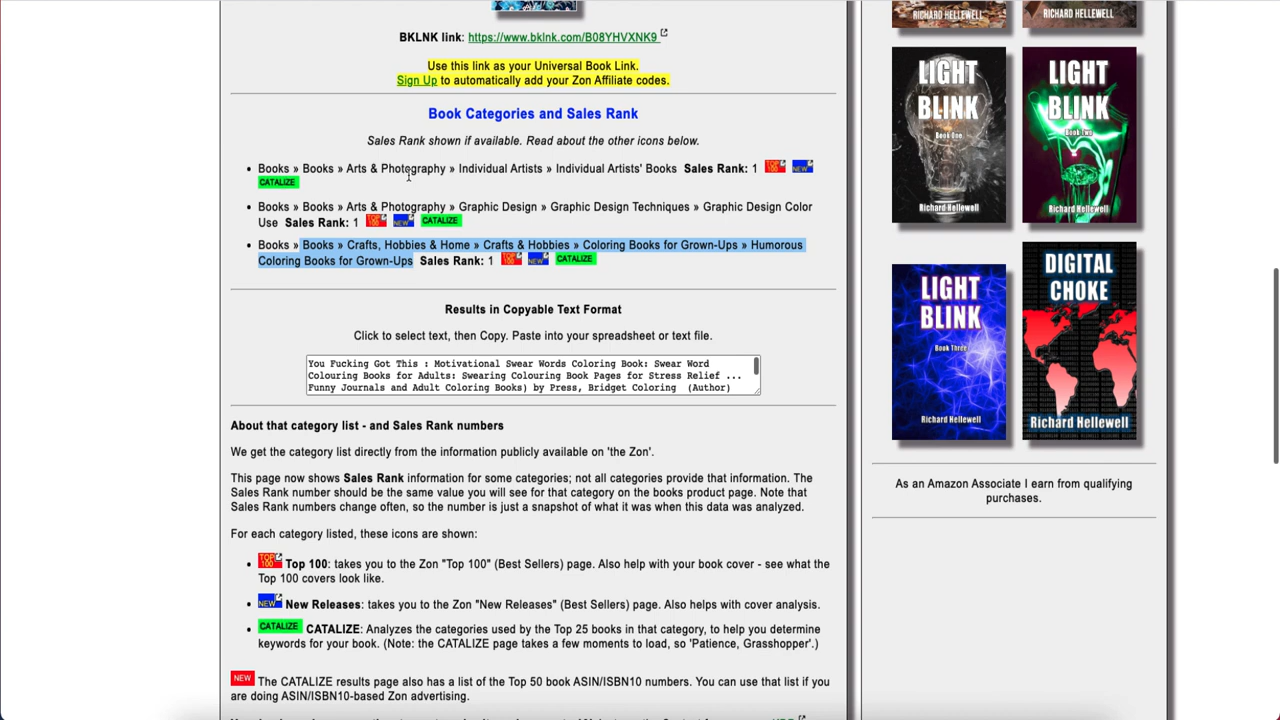 BKLNK link: https://www.bklnk.com/B08YHVXNK9
Use this link as your Universal Book Link.
Sign Up to automatically add your Zon Affiliate codes.
Book Categories and Sales Rank
Sales Rank shown if available. Read about the other icons below.
• Books » Books » Arts & Photography » Individual Artists » Individual Artists' Books Sales Rank: 1 TOP 100 NEW
CATALIZE
• Books » Books » Arts & Photography » Graphic Design » Graphic Design Techniques » Graphic Design Color
Use Sales Rank: 1 TOP 100 NEW CATALIZE
• Books » Books » Crafts, Hobbies & Home » Crafts & Hobbies » Coloring Books for Grown-Ups » Humorous
Coloring Books for Grown-Ups Sales Rank: 1 TOP 100 NEW CATALIZE
Results in Copyable Text Format
Click to select text, then Copy. Paste into your spreadsheet or text file.
You Fucking Got This : Motivational Swear Words Coloring Book: Swear Word
Colouring Books for Adults: Swearing Colouring Book Pages for Stress Relief ...
Funny Journals and Adult Coloring Books) by Press, Bridget Coloring (Author)
About that category list - and Sales Rank numbers
We get the category list directly from the information publicly available on 'the Zon'.
This page now shows Sales Rank information for some categories; not all categories provide that information. The
Sales Rank number should be the same value you will see for that category on the books product page. Note that
Sales Rank numbers change often, so the number is just a snapshot of what it was when this data was analyzed.
For each category listed, these icons are shown:
• TOP 100 Top 100: takes you to the Zon "Top 100" (Best Sellers) page. Also help with your book cover - see what the
Top 100 covers look like.
• NEW New Releases: takes you to the Zon "New Releases" (Best Sellers) page. Also helps with cover analysis.
• CATALIZE CATALIZE: Analyzes the categories used by the Top 25 books in that category, to help you determine
keywords for your book. (Note: the CATALIZE page takes a few moments to load, so 'Patience, Grasshopper'.)
NEW The CATALIZE results page also has a list of the Top 50 book ASIN/ISBN10 numbers. You can use that list if you
are doing ASIN/ISBN10-based Zon advertising.
RICHARD HELLEWELL
RICHARD HELLEWELL
LIGHT
BLINK
Book One
Richard Hellewell
LIGHT
BLINK
Book Two
Richard Hellewell
LIGHT
BLINK
Book Three
Richard Hellewell
DIGITAL
CHOKE
Richard Hellewell
As an Amazon Associate I earn from qualifying
purchases.